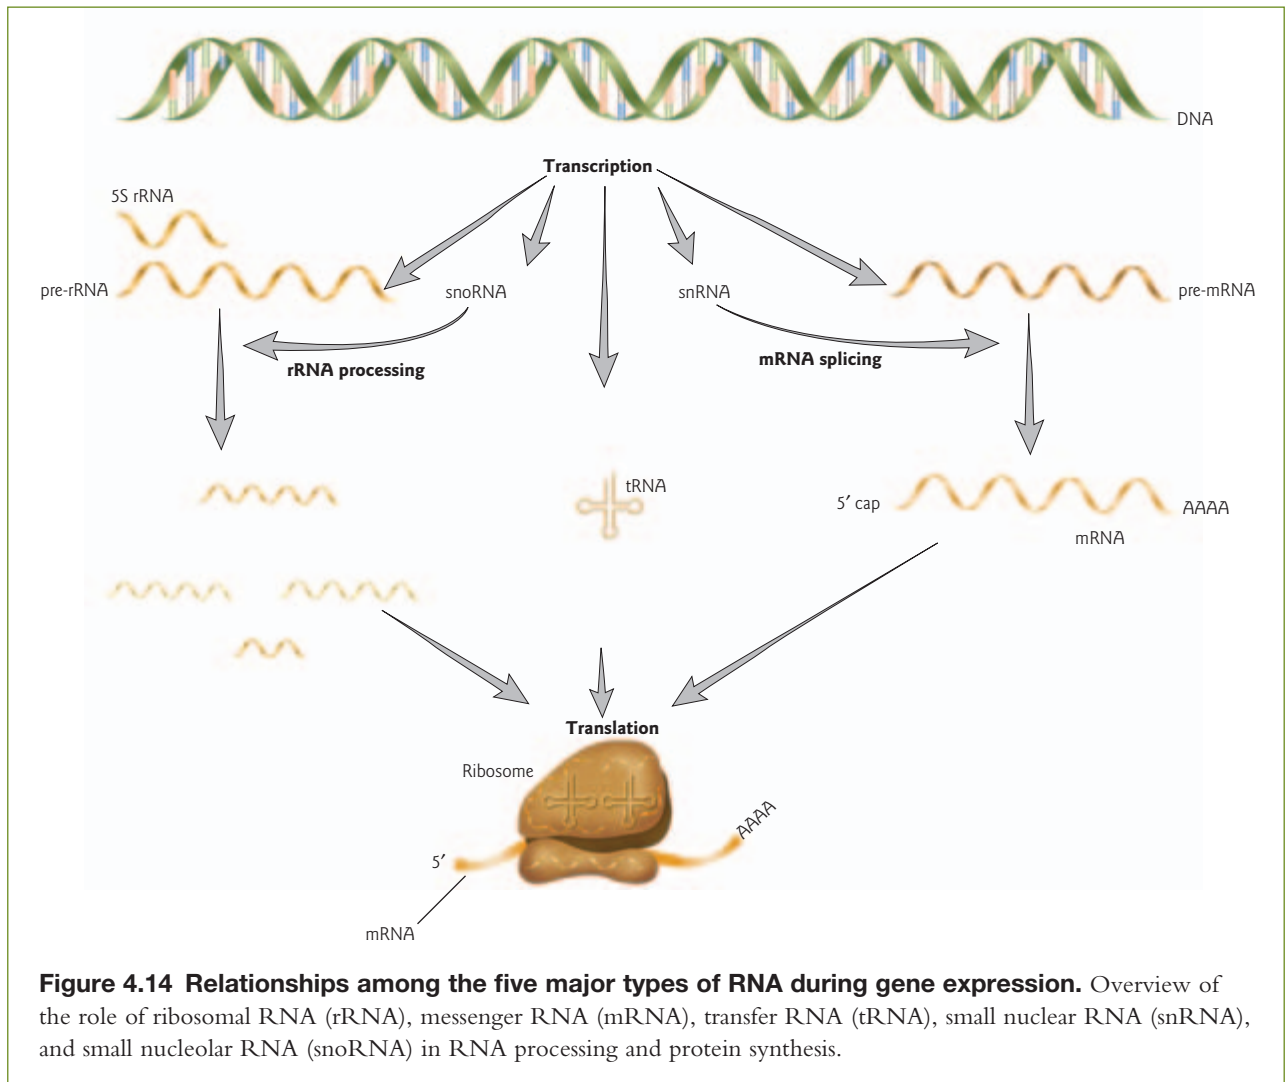 DNA
Transcription
5S rRNA
pre-rRNA
snoRNA
snRNA
pre-mRNA
rRNA processing
mRNA splicing
tRNA
5′ cap
AAAA
mRNA
Translation
Ribosome
AAAA
5′
mRNA
Figure 4.14 Relationships among the five major types of RNA during gene expression. Overview of
the role of ribosomal RNA (rRNA), messenger RNA (mRNA), transfer RNA (tRNA), small nuclear RNA (snRNA),
and small nucleolar RNA (snoRNA) in RNA processing and protein synthesis.